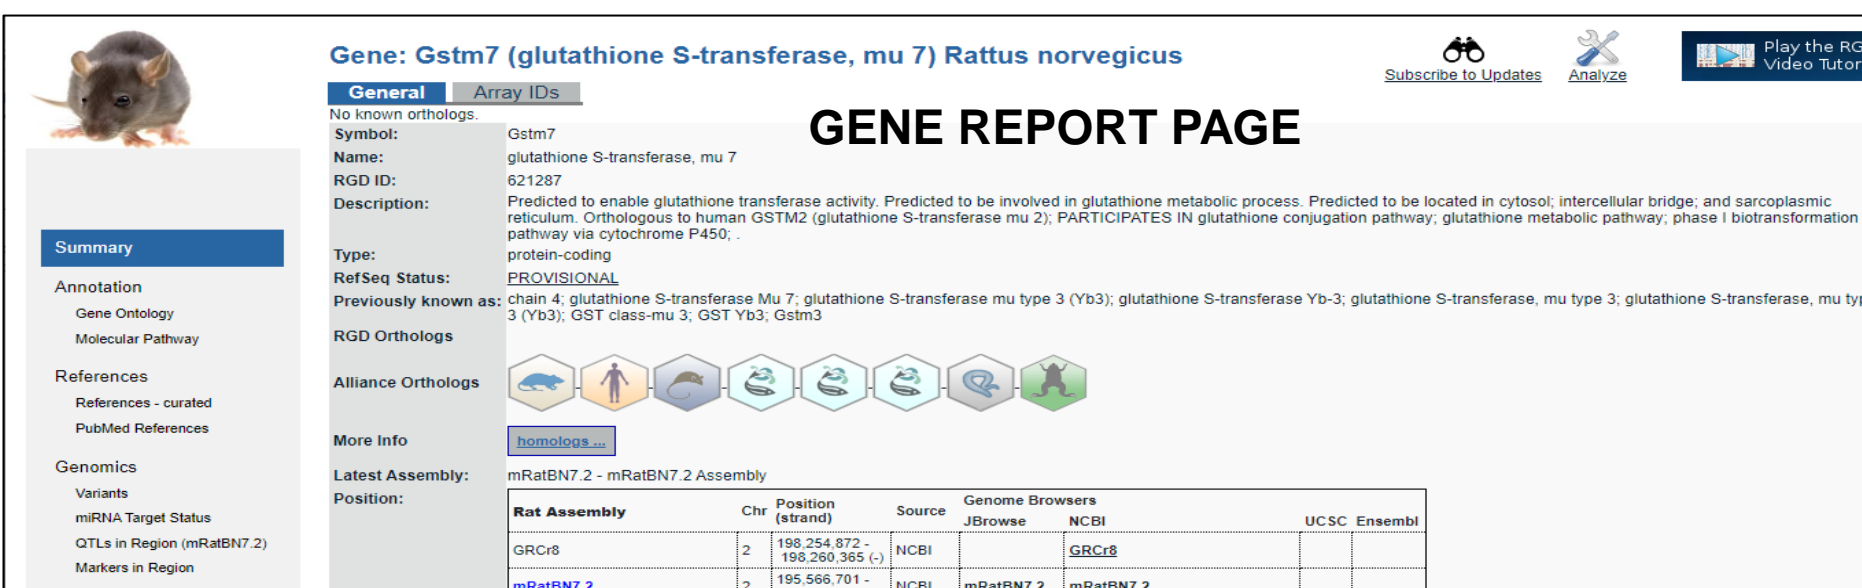 Gene: Gstm7 (glutathione S-transferase, mu 7) Rattus norvegicus
Subscribe to Updates
Analyze
Play the RG
Video Tutor
General
Array IDs
GENE REPORT PAGE
No known orthologs.
Symbol: Gstm7
Name: glutathione S-transferase, mu 7
RGD ID: 621287
Description: Predicted to enable glutathione transferase activity. Predicted to be involved in glutathione metabolic process. Predicted to be located in cytosol; intercellular bridge; and sarcoplasmic
reticulum. Orthologous to human GSTM2 (glutathione S-transferase mu 2); PARTICIPATES IN glutathione conjugation pathway; glutathione metabolic pathway; phase I biotransformation
pathway via cytochrome P450; .
Type: protein-coding
RefSeq Status: PROVISIONAL
Previously known as: chain 4; glutathione S-transferase Mu 7; glutathione S-transferase mu type 3 (Yb3); glutathione S-transferase Yb-3; glutathione S-transferase, mu type 3; glutathione S-transferase, mu typ
3 (Yb3); GST class-mu 3; GST Yb3; Gstm3
RGD Orthologs
Alliance Orthologs
More Info homologs ...
Latest Assembly: mRatBN7.2 - mRatBN7.2 Assembly
Position:
Rat Assembly Chr Position (strand) Source Genome Browsers
JBrowse NCBI UCSC Ensembl
GRCr8 2 198,254,872 - 198,260,365 (-) NCBI GRCr8
mRatBN7.2 2 195,566,701 - NCBI mRatBN7.2 mRatBN7.2
Summary
Annotation
Gene Ontology
Molecular Pathway
References
References - curated
PubMed References
Genomics
Variants
miRNA Target Status
QTLs in Region (mRatBN7.2)
Markers in Region